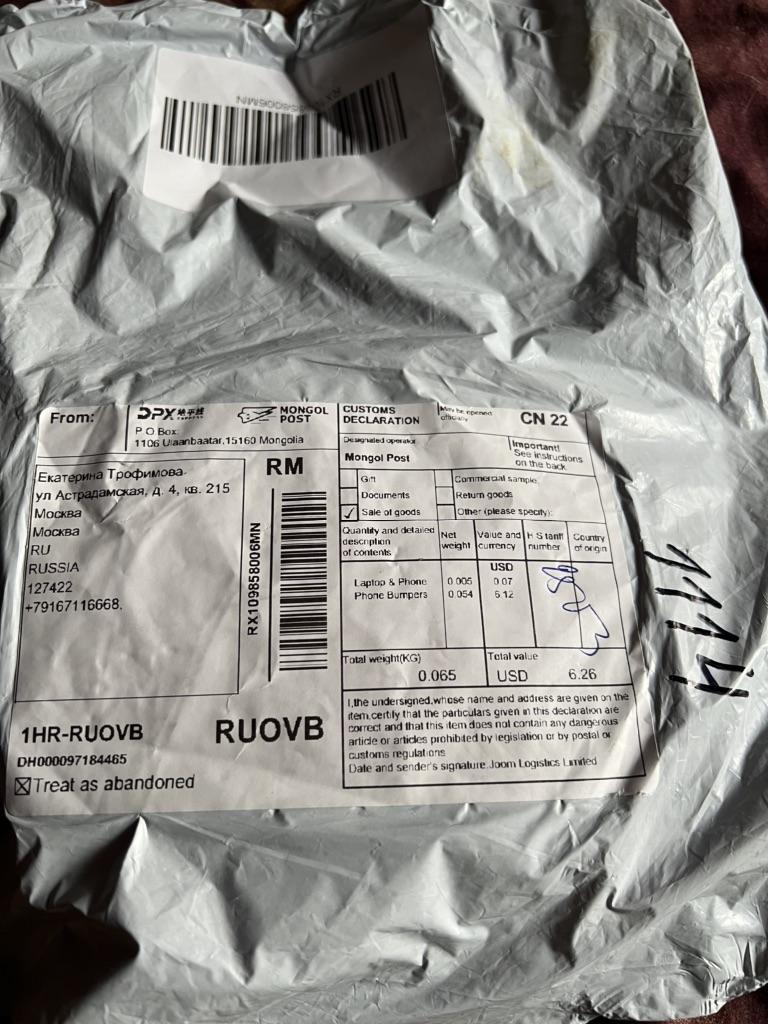 From:
DPX
EXPRESS
MONGOL
POST
P O Box:
1106 Ulaanbaatar,15160 Mongolia
Екатерина Трофимова
ул Астрадамская, д. 4, кв. 215
Москва
Москва
RU
RUSSIA
127422
+79167116668.
RM
RX109858006MN
1HR-RUOVB
RUOVB
DH000097184465
Treat as abandoned
CUSTOMS
DECLARATION
May be opened
officially
CN 22
Designated operator
Mongol Post
Important!
See instructions
on the back
Gift
Commercial sample
Documents
Return goods
✓ Sale of goods
Other (please specify):
Quantity and detailed
description
of contents
Net
weight
Value and
currency
H S tariff
number
Country
of origin
USD
Laptop & Phone 0.005 0.07
Phone Bumpers 0.054 6.12
Total weight(KG)
0.065
Total value
USD 6.26
I,the undersigned,whose name and address are given on the
item,certify that the particulars given in this declaration are
correct and that this item does not contain any dangerous
article or articles prohibited by legislation or by postal or
customs regulations
Date and sender's signature.Joom Logistics Limited